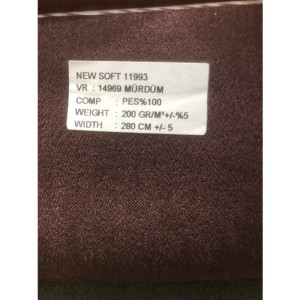 NEW SOFT 11993
VR : 14969 MÜRDÜM
COMP : PES%100
WEIGHT : 200 GR/M²+/-%5
WIDTH : 280 CM +/- 5